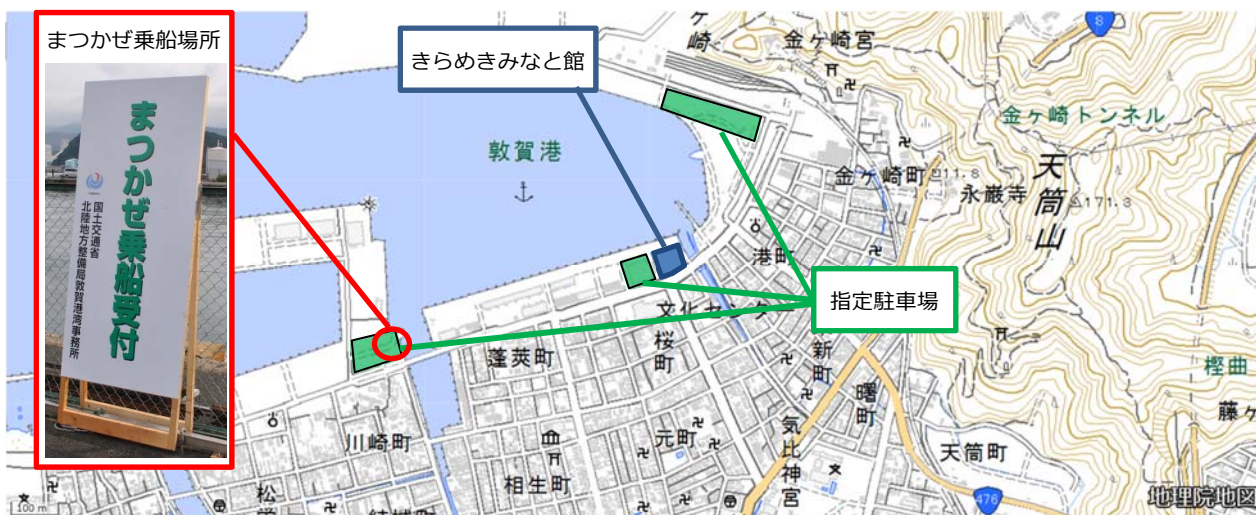 まつかぜ乗船場所
まつかぜ乗船受付
国土交通省
北陸地方整備局敦賀港湾事務所
きらめきみなと館
指定駐車場
敦賀港
金ヶ崎宮
8
金ヶ崎トンネル
天筒山
171.3
永厳寺
金ヶ崎町
11.8
港町
文化センター
桜町
蓬莱町
新町
曙町
樫曲
藤ヶ
川崎町
元町
気比神宮
天筒町
相生町
476
100 m
地理院地図